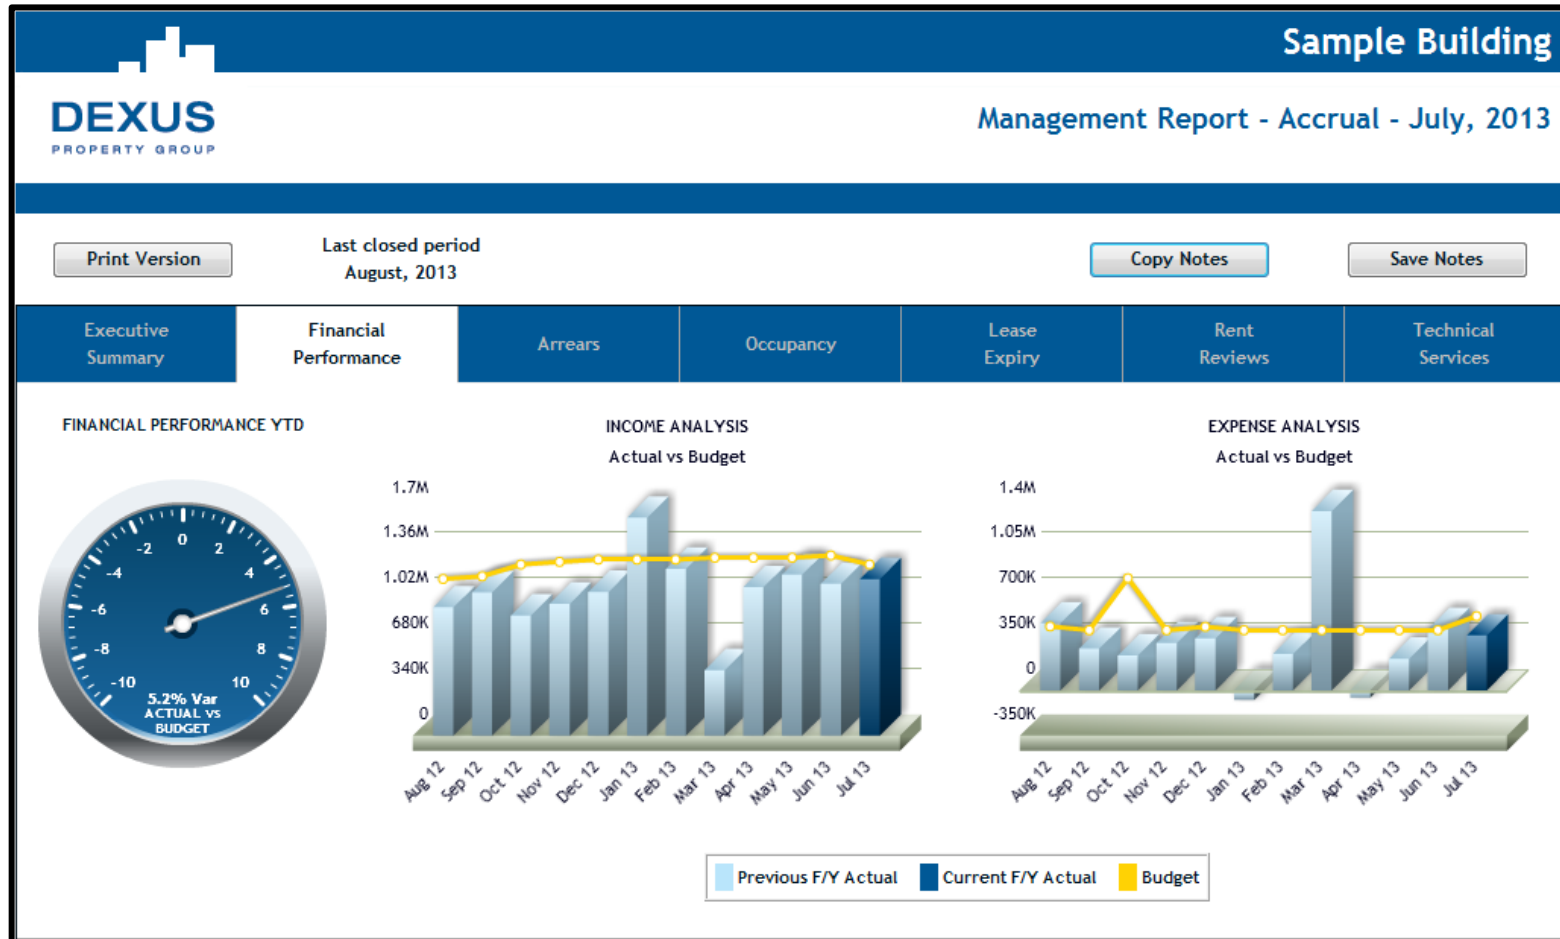 Sample Building
DEXUS
PROPERTY GROUP
Management Report - Accrual - July, 2013
Print Version
Last closed period
August, 2013
Copy Notes
Save Notes
Executive
Summary
Financial
Performance
Arrears
Occupancy
Lease
Expiry
Rent
Reviews
Technical
Services
FINANCIAL PERFORMANCE YTD
-10
-8
-6
-4
-2
0
2
4
6
8
10
5.2% Var
ACTUAL vs
BUDGET
INCOME ANALYSIS
Actual vs Budget
1.7M
1.36M
1.02M
680K
340K
0
Aug 12
Sep 12
Oct 12
Nov 12
Dec 12
Jan 13
Feb 13
Mar 13
Apr 13
May 13
Jun 13
Jul 13
EXPENSE ANALYSIS
Actual vs Budget
1.4M
1.05M
700K
350K
0
-350K
Aug 12
Sep 12
Oct 12
Nov 12
Dec 12
Jan 13
Feb 13
Mar 13
Apr 13
May 13
Jun 13
Jul 13
Previous F/Y Actual
Current F/Y Actual
Budget